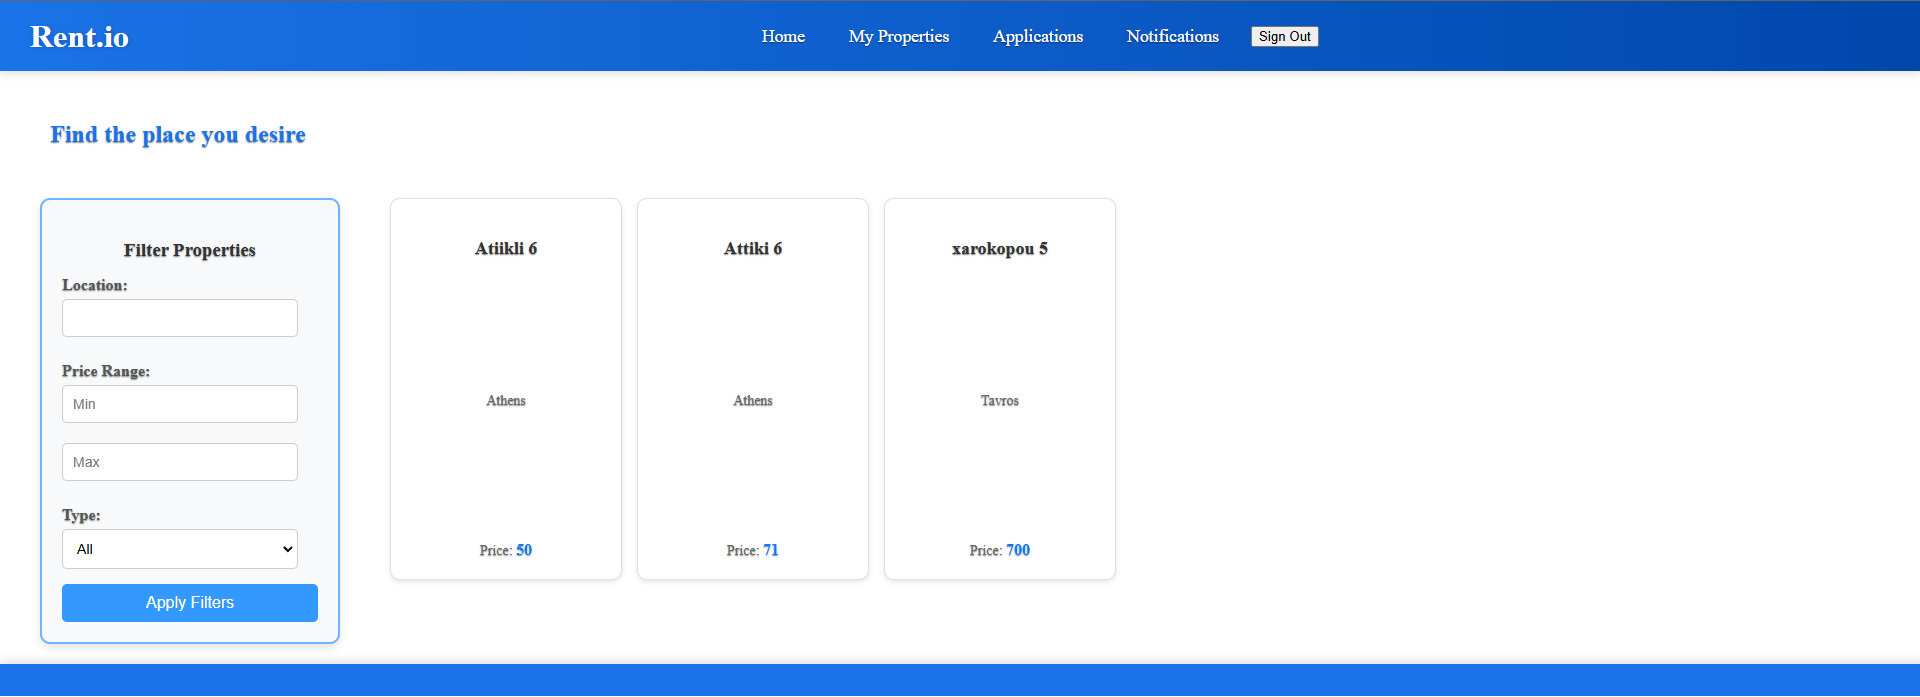 Rent.io
Home My Properties Applications Notifications Sign Out
Find the place you desire
Filter Properties
Location:
Price Range:
Min
Max
Type:
All
Apply Filters
Atiikli 6
Athens
Price: 50
Attiki 6
Athens
Price: 71
xarokopou 5
Tavros
Price: 700